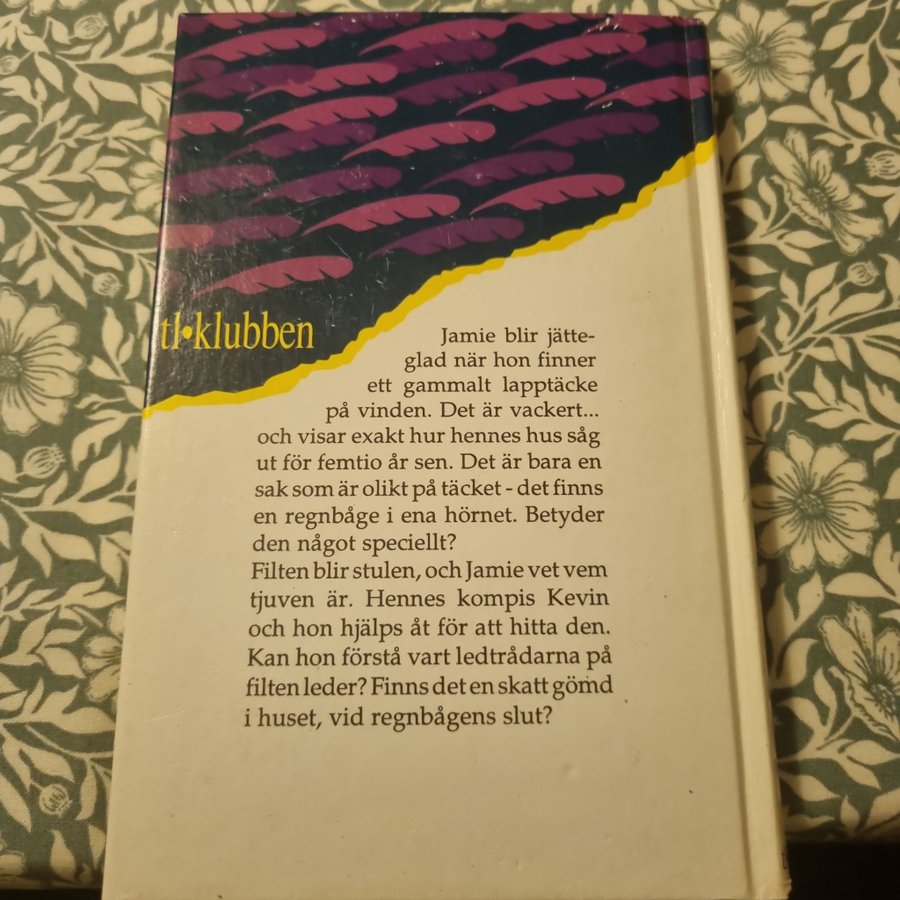 tl•klubben
Jamie blir jätte-
glad när hon finner
ett gammalt lapptäcke
på vinden. Det är vackert...
och visar exakt hur hennes hus såg
ut för femtio år sen. Det är bara en
sak som är olikt på täcket - det finns
en regnbåge i ena hörnet. Betyder
den något speciellt?
Filten blir stulen, och Jamie vet vem
tjuven är. Hennes kompis Kevin
och hon hjälps åt för att hitta den.
Kan hon förstå vart ledtrådarna på
filten leder? Finns det en skatt gömd
i huset, vid regnbågens slut?